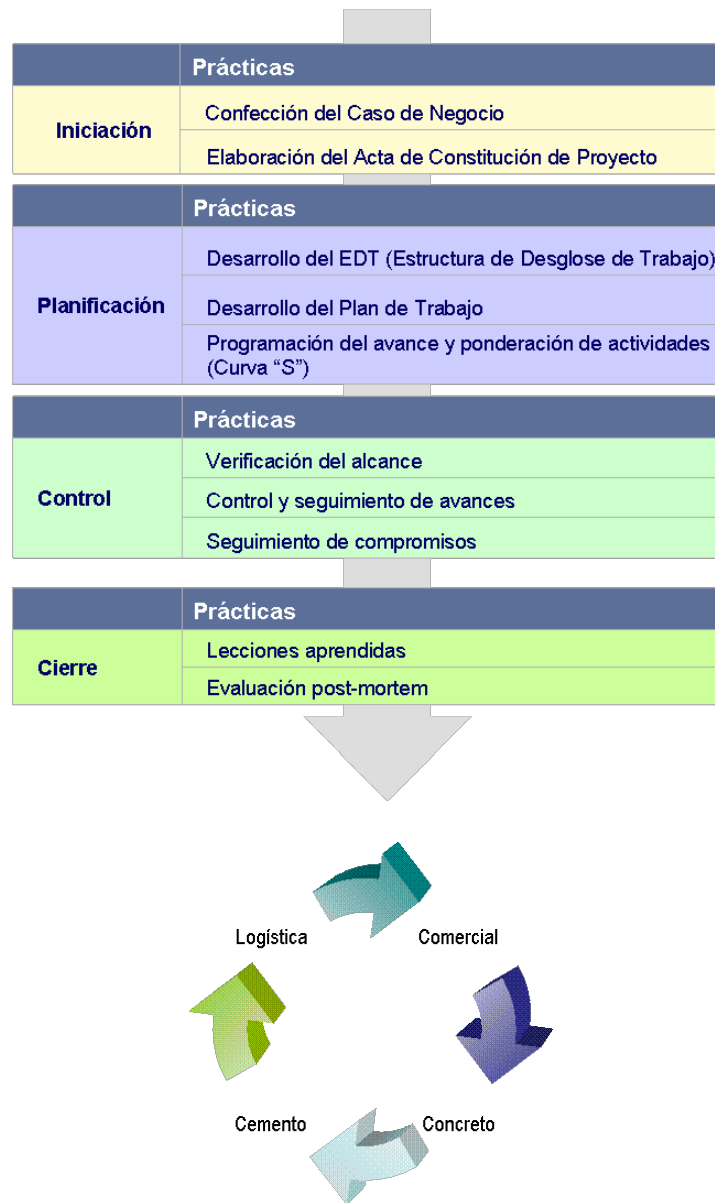 Prácticas
Iniciación
Confección del Caso de Negocio
Elaboración del Acta de Constitución de Proyecto
Prácticas
Planificación
Desarrollo del EDT (Estructura de Desglose de Trabajo)
Desarrollo del Plan de Trabajo
Programación del avance y ponderación de actividades
(Curva “S”)
Prácticas
Control
Verificación del alcance
Control y seguimiento de avances
Seguimiento de compromisos
Prácticas
Cierre
Lecciones aprendidas
Evaluación post-mortem
Logística
Comercial
Cemento
Concreto